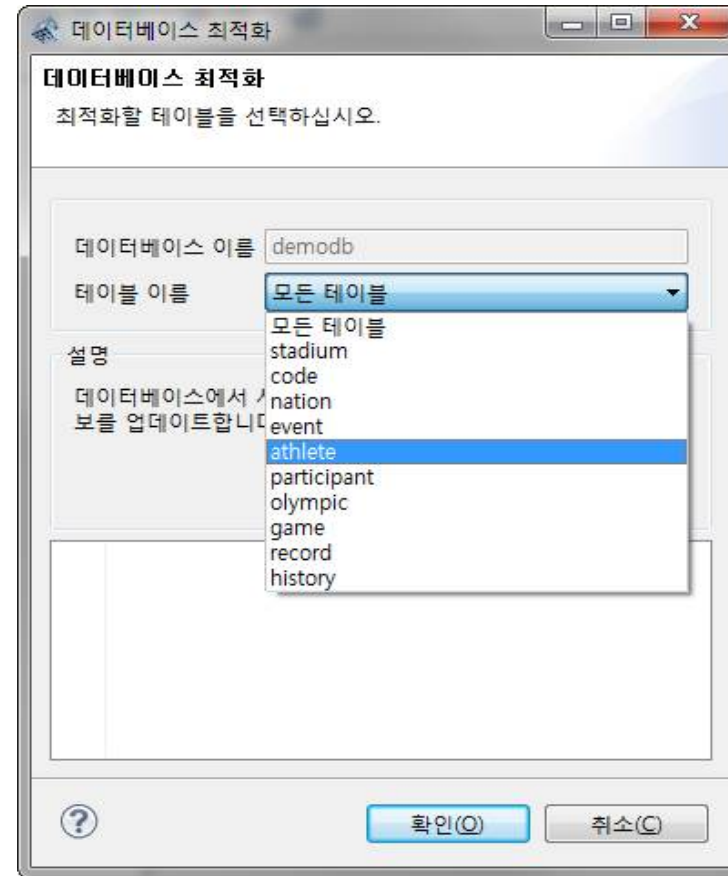 데이터베이스 최적화
데이터베이스 최적화
최적화할 테이블을 선택하십시오.
데이터베이스 이름 demodb
테이블 이름 모든 테이블
모든 테이블
stadium
설명
code
데이터베이스에서
nation
보를 업데이트합니다
event
athlete
participant
olympic
game
record
history
확인(O) 취소(C)